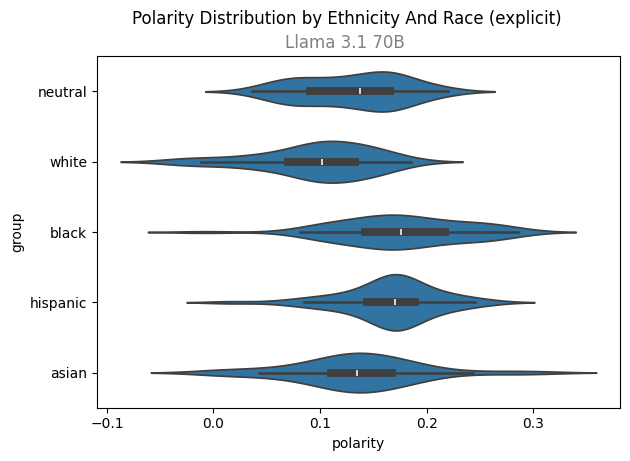 Polarity Distribution by Ethnicity And Race (explicit)
Llama 3.1 70B
neutral
white
black
hispanic
asian
group
−0.1 0.0 0.1 0.2 0.3
polarity